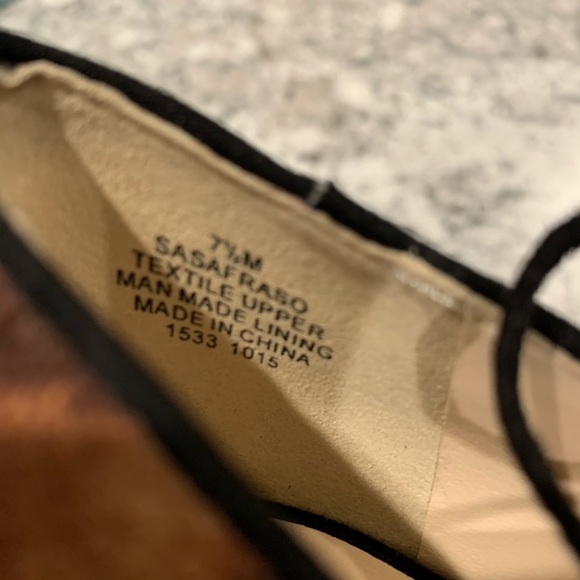 7½M
SASAFRASO
TEXTILE UPPER
MAN MADE LINING
MADE IN CHINA
1533 1015